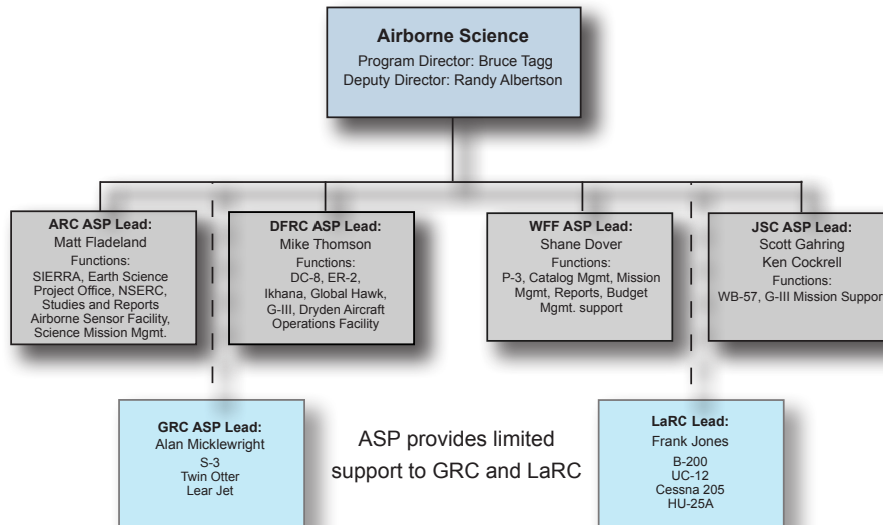 Airborne Science
Program Director: Bruce Tagg
Deputy Director: Randy Albertson
ARC ASP Lead:
Matt Fladeland
Functions:
SIERRA, Earth Science
Project Office, NSERC,
Studies and Reports
Airborne Sensor Facility,
Science Mission Mgmt.
DFRC ASP Lead:
Mike Thomson
Functions:
DC-8, ER-2,
Ikhana, Global Hawk,
G-III, Dryden Aircraft
Operations Facility
WFF ASP Lead:
Shane Dover
Functions:
P-3, Catalog Mgmt, Mission
Mgmt, Reports, Budget
Mgmt. support
JSC ASP Lead:
Scott Gahring
Ken Cockrell
Functions:
WB-57, G-III Mission Support
GRC ASP Lead:
Alan Micklewright
S-3
Twin Otter
Lear Jet
ASP provides limited
support to GRC and LaRC
LaRC Lead:
Frank Jones
B-200
UC-12
Cessna 205
HU-25A